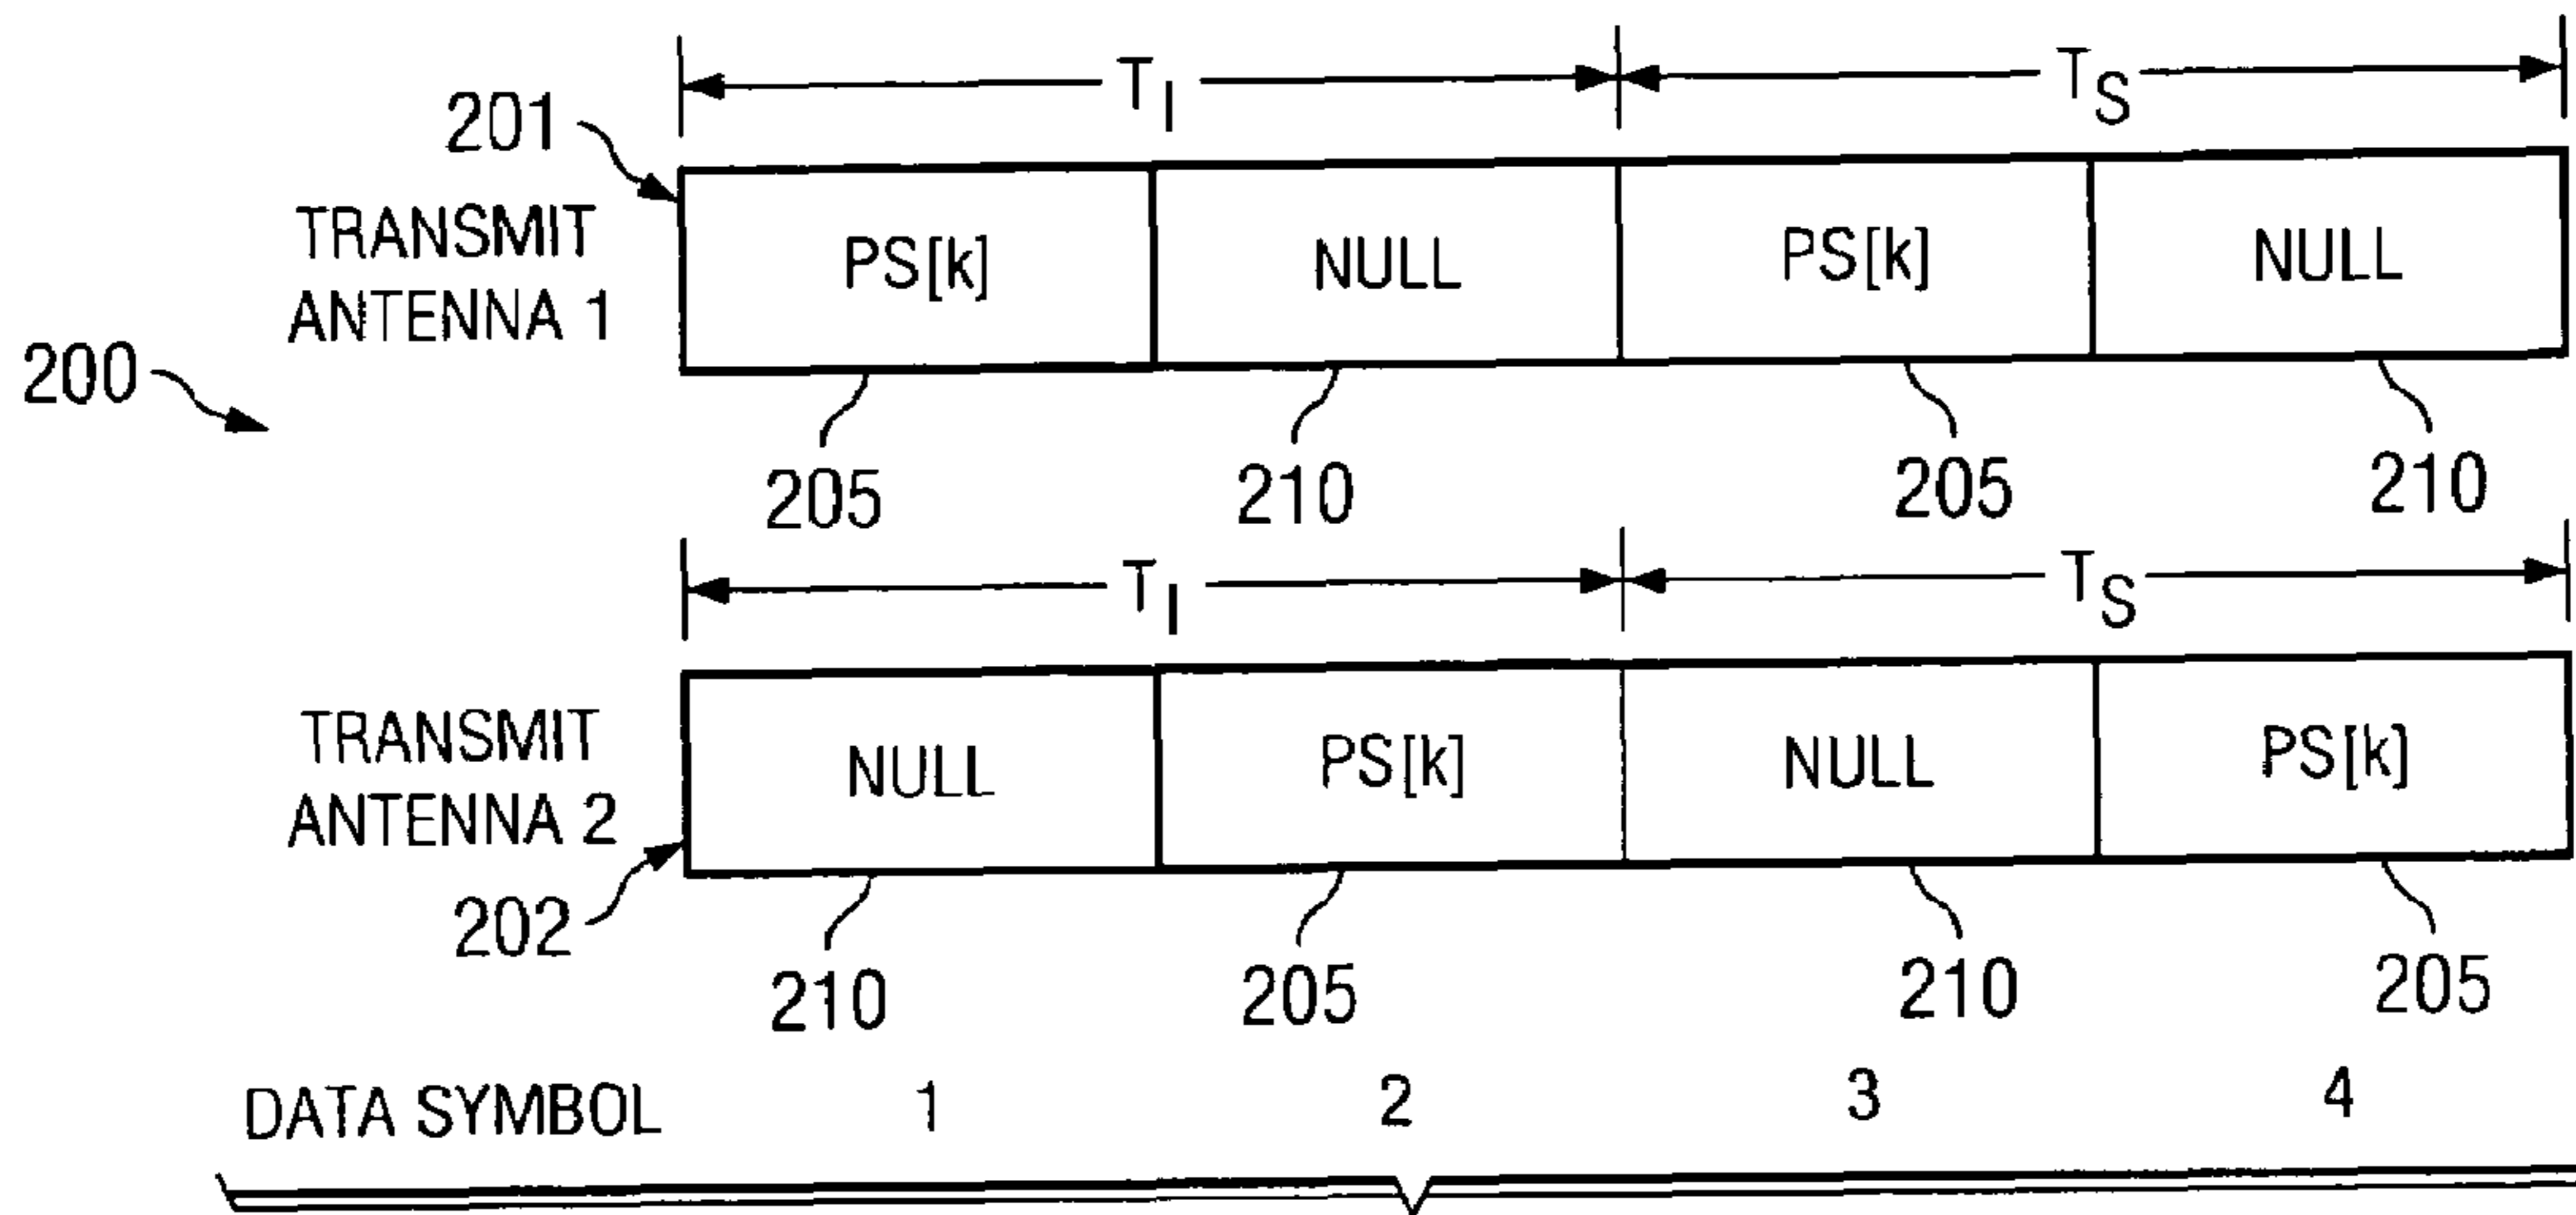 T_I T_S
201
TRANSMIT
ANTENNA 1
PS[k] NULL PS[k] NULL
200
205 210 205 210
T_I T_S
TRANSMIT
ANTENNA 2
NULL PS[k] NULL PS[k]
202
210 205 210 205
DATA SYMBOL 1 2 3 4